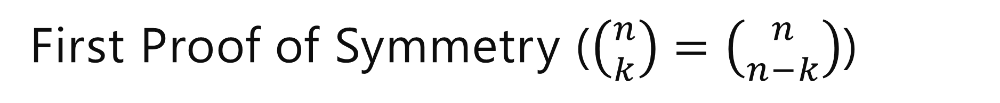 First Proof of Symmetry (\binom{n}{k} = \binom{n}{n-k})